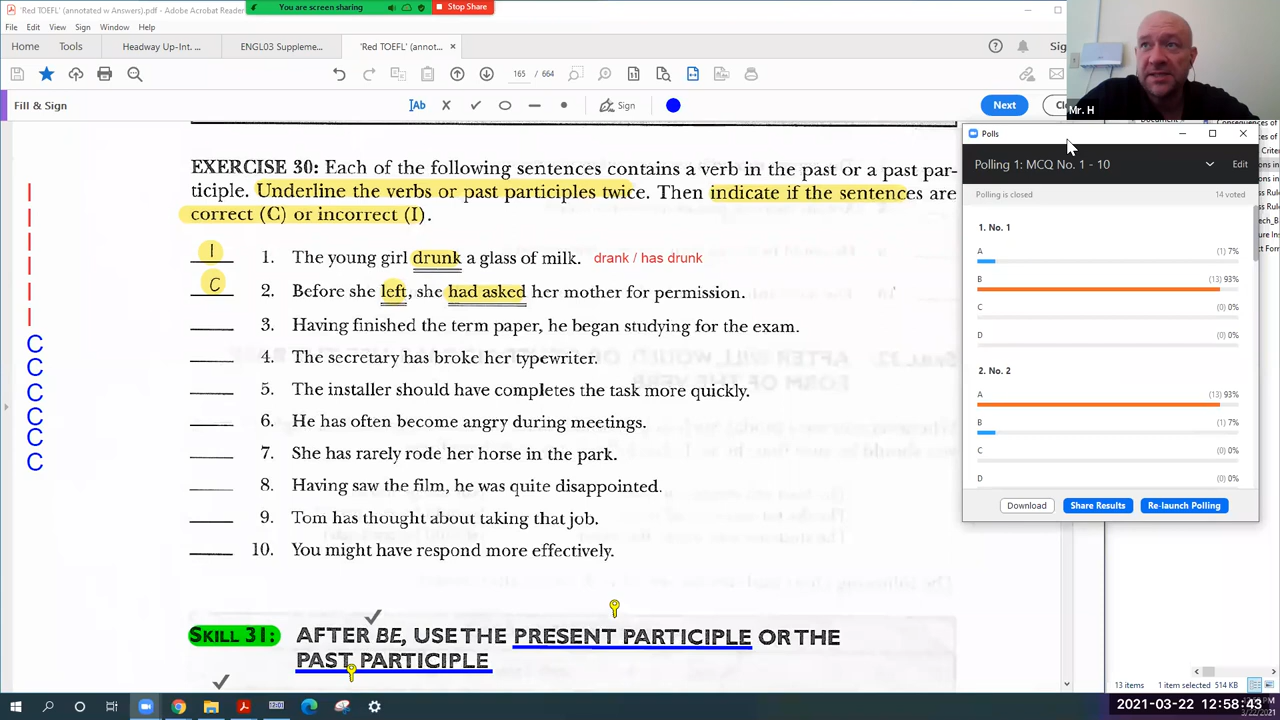 'Red TOEFL' (annotated w Answers).pdf - Adobe Acrobat Reader
You are screen sharing
Stop Share
File Edit View Sign Window Help
Home Tools Headway Up-Int. ... ENGL03 Suppleme... 'Red TOEFL' (annot... ×
165 / 664
Fill & Sign
Ab Sign Next
Mr. H
EXERCISE 30: Each of the following sentences contains a verb in the past or a past par-
ticiple. Underline the verbs or past participles twice. Then indicate if the sentences are
correct (C) or incorrect (I).
I 1. The young girl drunk a glass of milk. drank / has drunk
C 2. Before she left, she had asked her mother for permission.
3. Having finished the term paper, he began studying for the exam.
4. The secretary has broke her typewriter.
5. The installer should have completes the task more quickly.
6. He has often become angry during meetings.
7. She has rarely rode her horse in the park.
8. Having saw the film, he was quite disappointed.
9. Tom has thought about taking that job.
10. You might have respond more effectively.
I
I
I
I
I
I
C
C
C
C
C
C
SKILL 31: AFTER BE, USE THE PRESENT PARTICIPLE OR THE
PAST PARTICIPLE
Polls
Polling 1: MCQ No. 1 - 10 Edit
Polling is closed 14 voted
1. No. 1
A (1) 7%
B (13) 93%
C (0) 0%
D (0) 0%
2. No. 2
A (13) 93%
B (1) 7%
C (0) 0%
D (0) 0%
Download Share Results Re-launch Polling
13 items 1 item selected 514 KB
2021-03-22 12:58:43